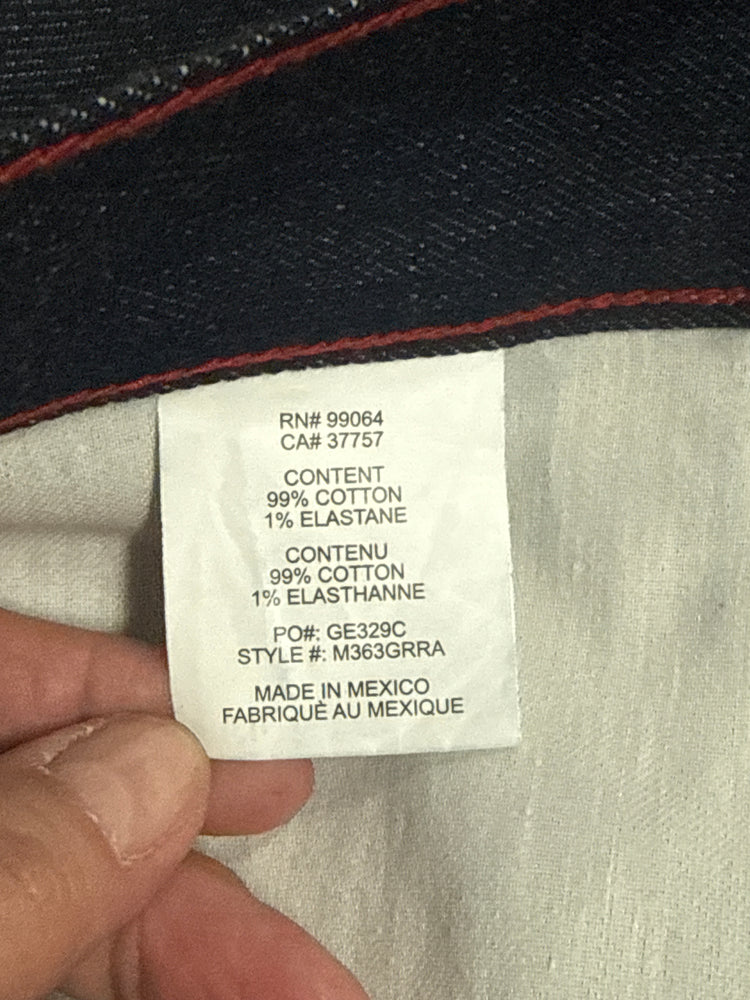 RN# 99064
CA# 37757
CONTENT
99% COTTON
1% ELASTANE
CONTENU
99% COTTON
1% ELASTHANNE
PO#: GE329C
STYLE #: M363GRRA
MADE IN MEXICO
FABRIQUÈ AU MEXIQUE